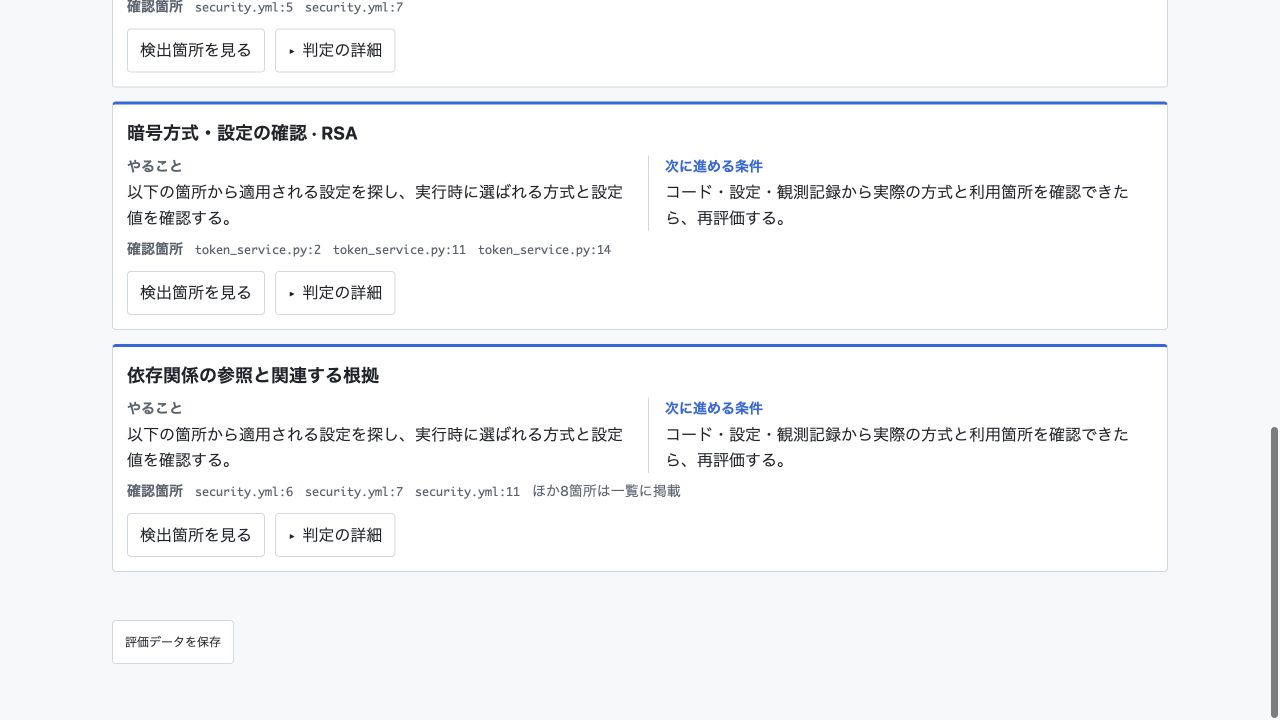 確認箇所 security.yml:5 security.yml:7
検出箇所を見る ▸ 判定の詳細
暗号方式・設定の確認 · RSA
やること
以下の箇所から適用される設定を探し、実行時に選ばれる方式と設定
値を確認する。
次に進める条件
コード・設定・観測記録から実際の方式と利用箇所を確認できた
ら、再評価する。
確認箇所 token_service.py:2 token_service.py:11 token_service.py:14
検出箇所を見る ▸ 判定の詳細
依存関係の参照と関連する根拠
やること
以下の箇所から適用される設定を探し、実行時に選ばれる方式と設定
値を確認する。
次に進める条件
コード・設定・観測記録から実際の方式と利用箇所を確認できた
ら、再評価する。
確認箇所 security.yml:6 security.yml:7 security.yml:11 ほか8箇所は一覧に掲載
検出箇所を見る ▸ 判定の詳細
評価データを保存